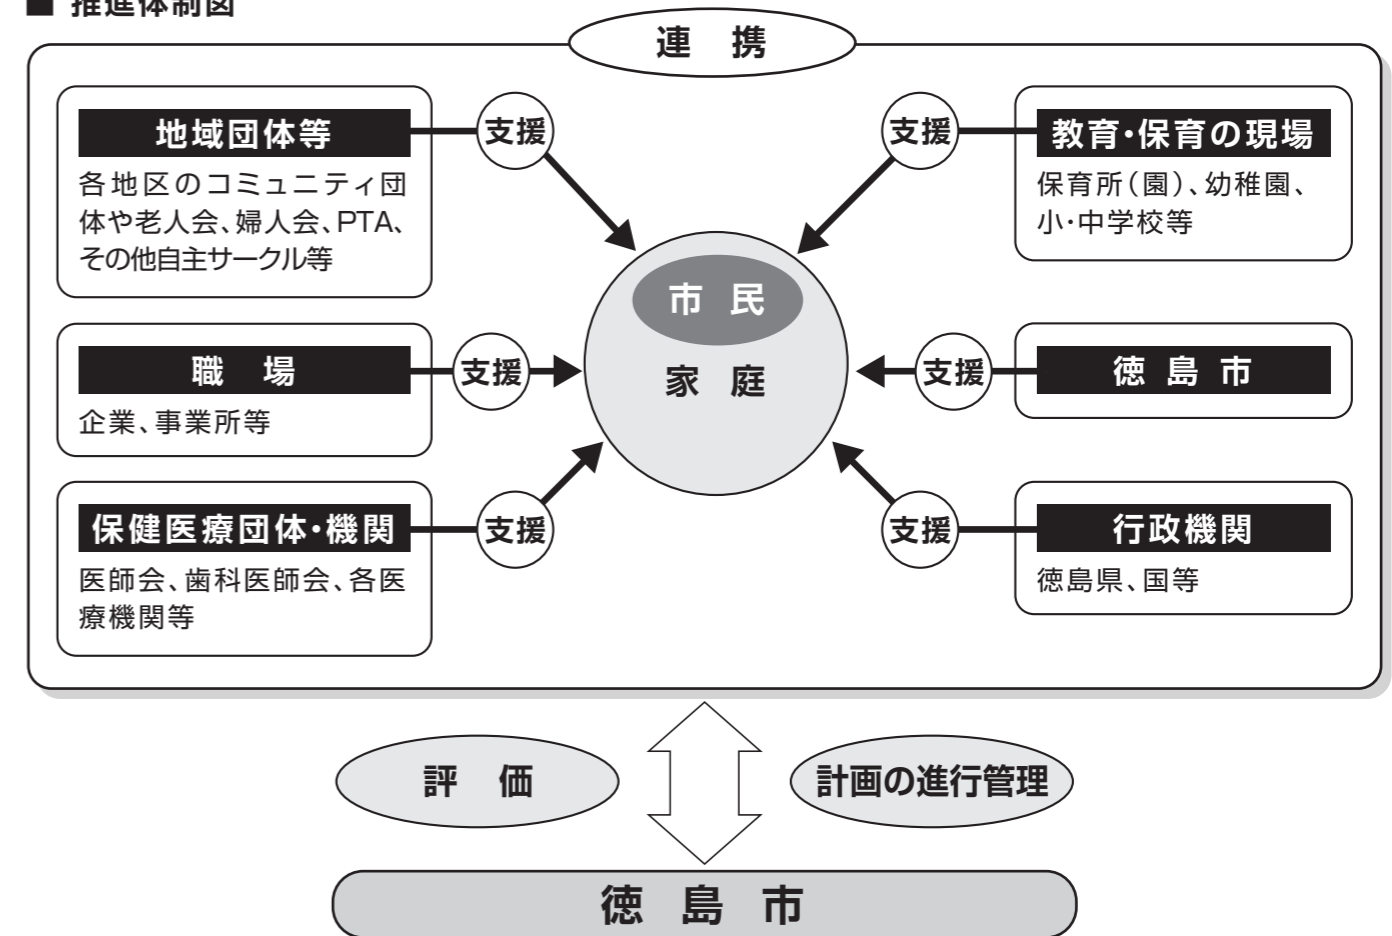 ■ 推進体制図
連 携
地域団体等
各地区のコミュニティ団
体や老人会、婦人会、PTA、
その他自主サークル等
支援
支援
教育・保育の現場
保育所（園）、幼稚園、
小・中学校等
市 民
家 庭
職 場
企業、事業所等
支援
支援
徳 島 市
保健医療団体・機関
医師会、歯科医師会、各医
療機関等
支援
支援
行政機関
徳島県、国等
評 価
計画の進行管理
徳 島 市